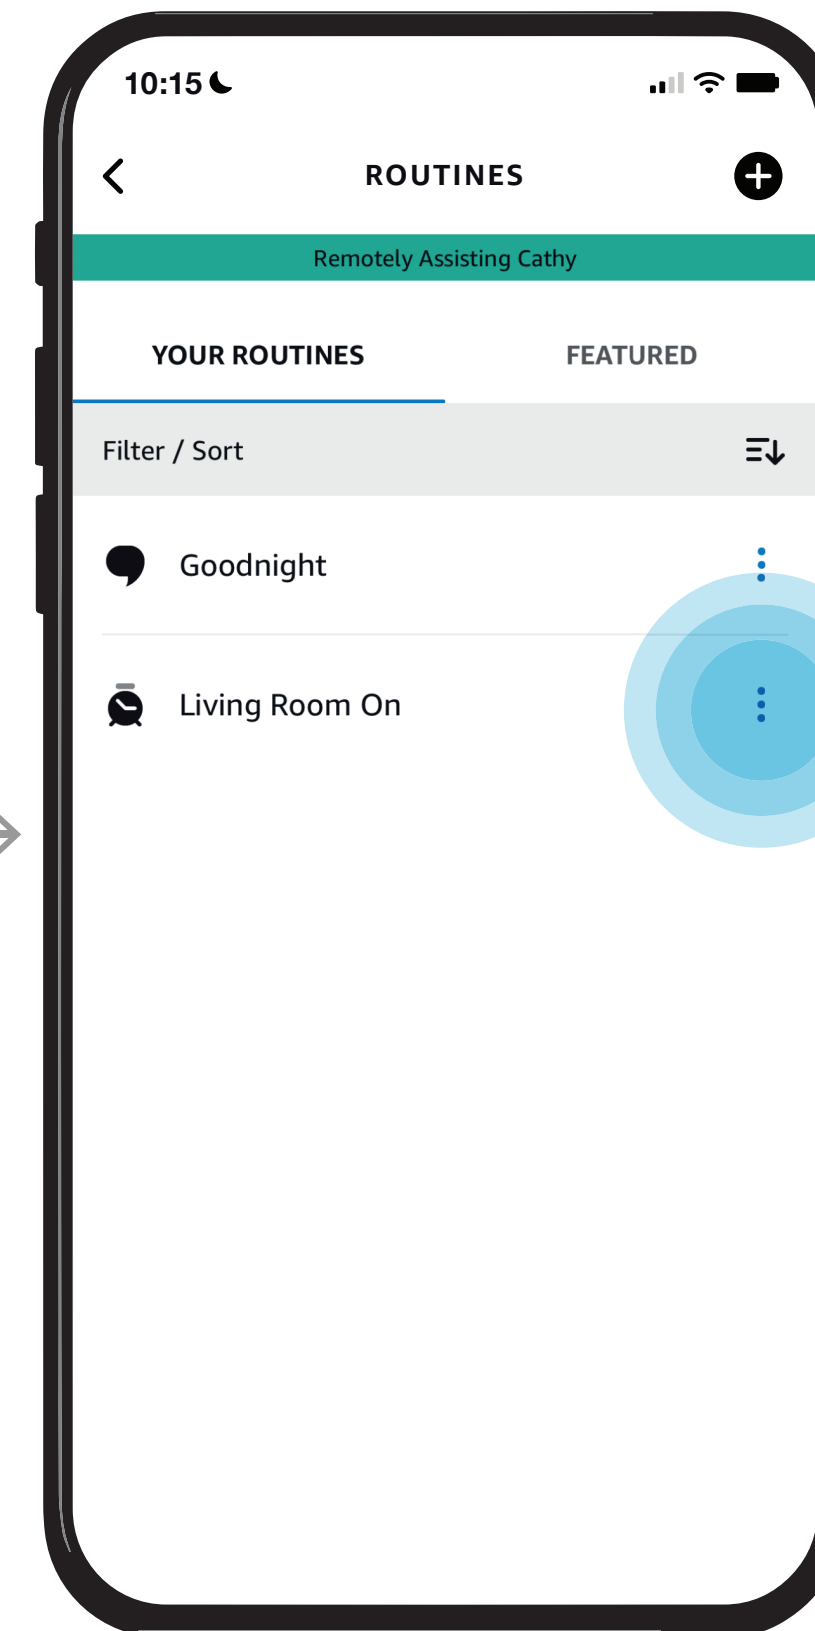 10:15
ROUTINES
Remotely Assisting Cathy
YOUR ROUTINES
FEATURED
Filter / Sort
Goodnight
Living Room On